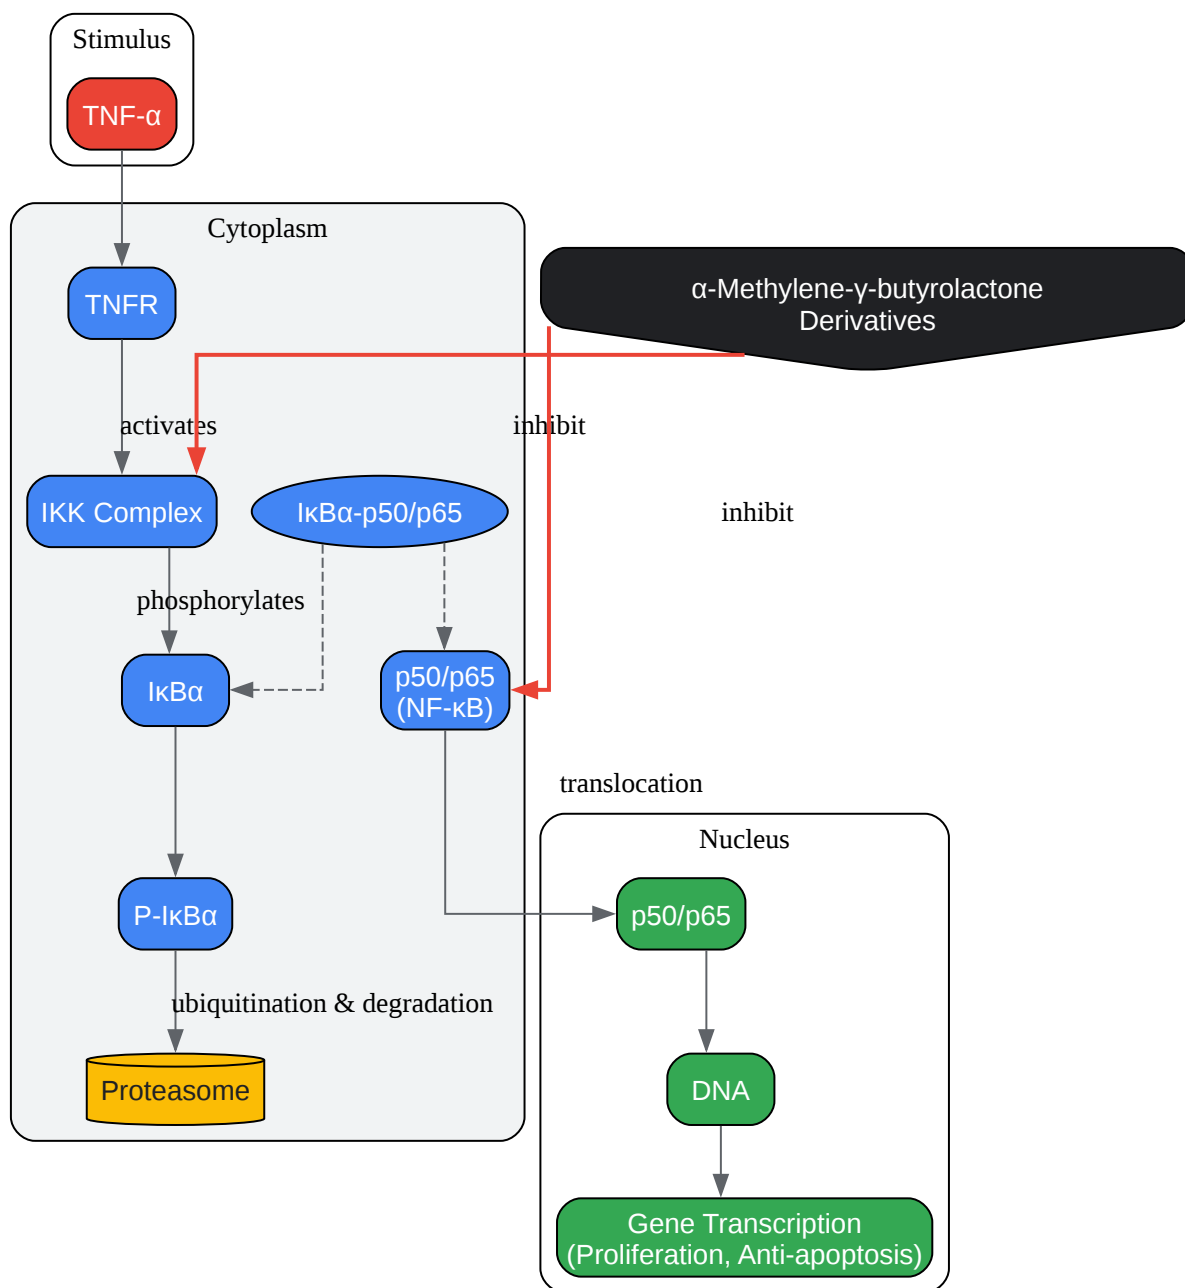 Stimulus
TNF-α
Cytoplasm
TNFR
α-Methylene-γ-butyrolactone
Derivatives
activates
inhibit
IKK Complex
IκBα-p50/p65
inhibit
phosphorylates
IκBα
p50/p65
(NF-κB)
translocation
Nucleus
P-IκBα
p50/p65
ubiquitination & degradation
Proteasome
DNA
Gene Transcription
(Proliferation, Anti-apoptosis)